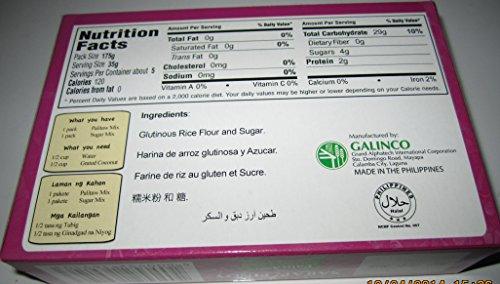 Nutrition
Facts
Pack Size 175g
Serving Size 35g
Servings Per Container about 5
Calories 120
Calories from fat 0
Amount Per Serving % Daily Value*
Total Fat 0g 0%
Saturated Fat 0g 0%
Trans Fat 0g
Cholesterol 0mg 0%
Sodium 0mg 0%
Amount Per Serving % Daily Value*
Total Carbohydrate 29g 10%
Dietary Fiber 0g
Sugars 4g
Protein 2g
Vitamin A 0% • Vitamin C 0% Calcium 0% • Iron 2%
* Percent Daily Values are based on a 2,000 calorie diet. Your daily values may be higher or lower depending on your Calorie needs.
What you have
1 pack Palitaw Mix
1 pack Sugar Mix
What you need
1/2 cup Water
1/2 cup Grated Coconut
Laman ng Kahon
1 pakete Palitaw Mix
1 pakete Sugar Mix
Mga Kailangan
1/2 tasa ng Tubig
1/2 tasa ng Ginadgad na Niyog
Ingredients:
Glutinous Rice Flour and Sugar.
Harina de arroz glutinosa y Azucar.
Farine de riz au gluten et Sucre.
糯米粉 和 糖.
طحين أرز دبق و السكر
Manufactured by:
GALINCO
Grand Alphatech International Corporation
Sto. Domingo Road, Mayapa
Calamba City, Laguna
MADE IN THE PHILIPPINES
PHILIPPINES
حلال
Halal